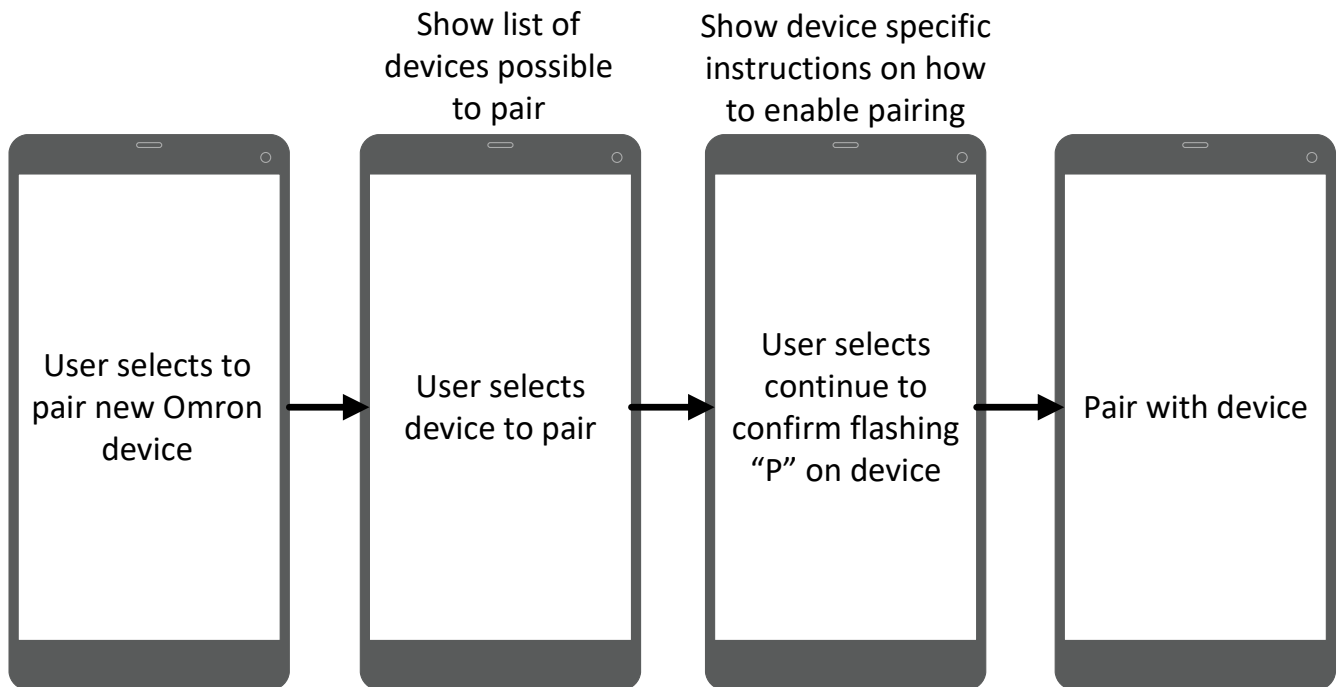 Show list of
devices possible
to pair
Show device specific
instructions on how
to enable pairing
User selects to
pair new Omron
device
User selects
device to pair
User selects
continue to
confirm flashing
“P” on device
Pair with device